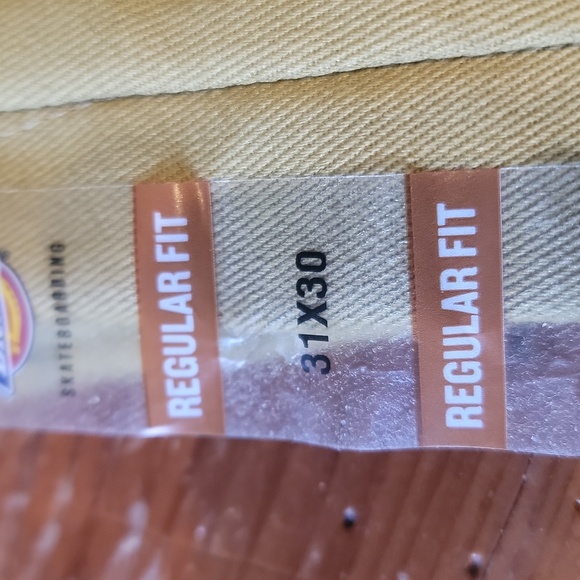 SKATEBOARDING
REGULAR FIT
31X30
REGULAR FIT